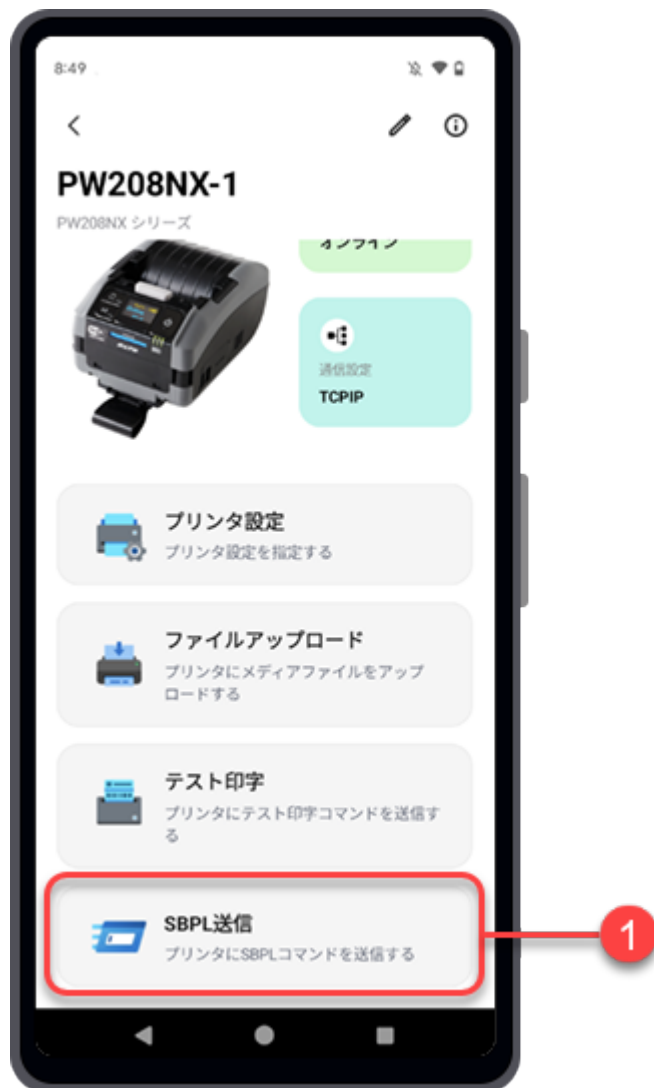 8:49
PW208NX-1
PW208NX シリーズ
オンライン
通信設定
TCPIP
プリンタ設定
プリンタ設定を指定する
ファイルアップロード
プリンタにメディアファイルをアップ
ロードする
テスト印字
プリンタにテスト印字コマンドを送信す
る
SBPL送信
プリンタにSBPLコマンドを送信する
1